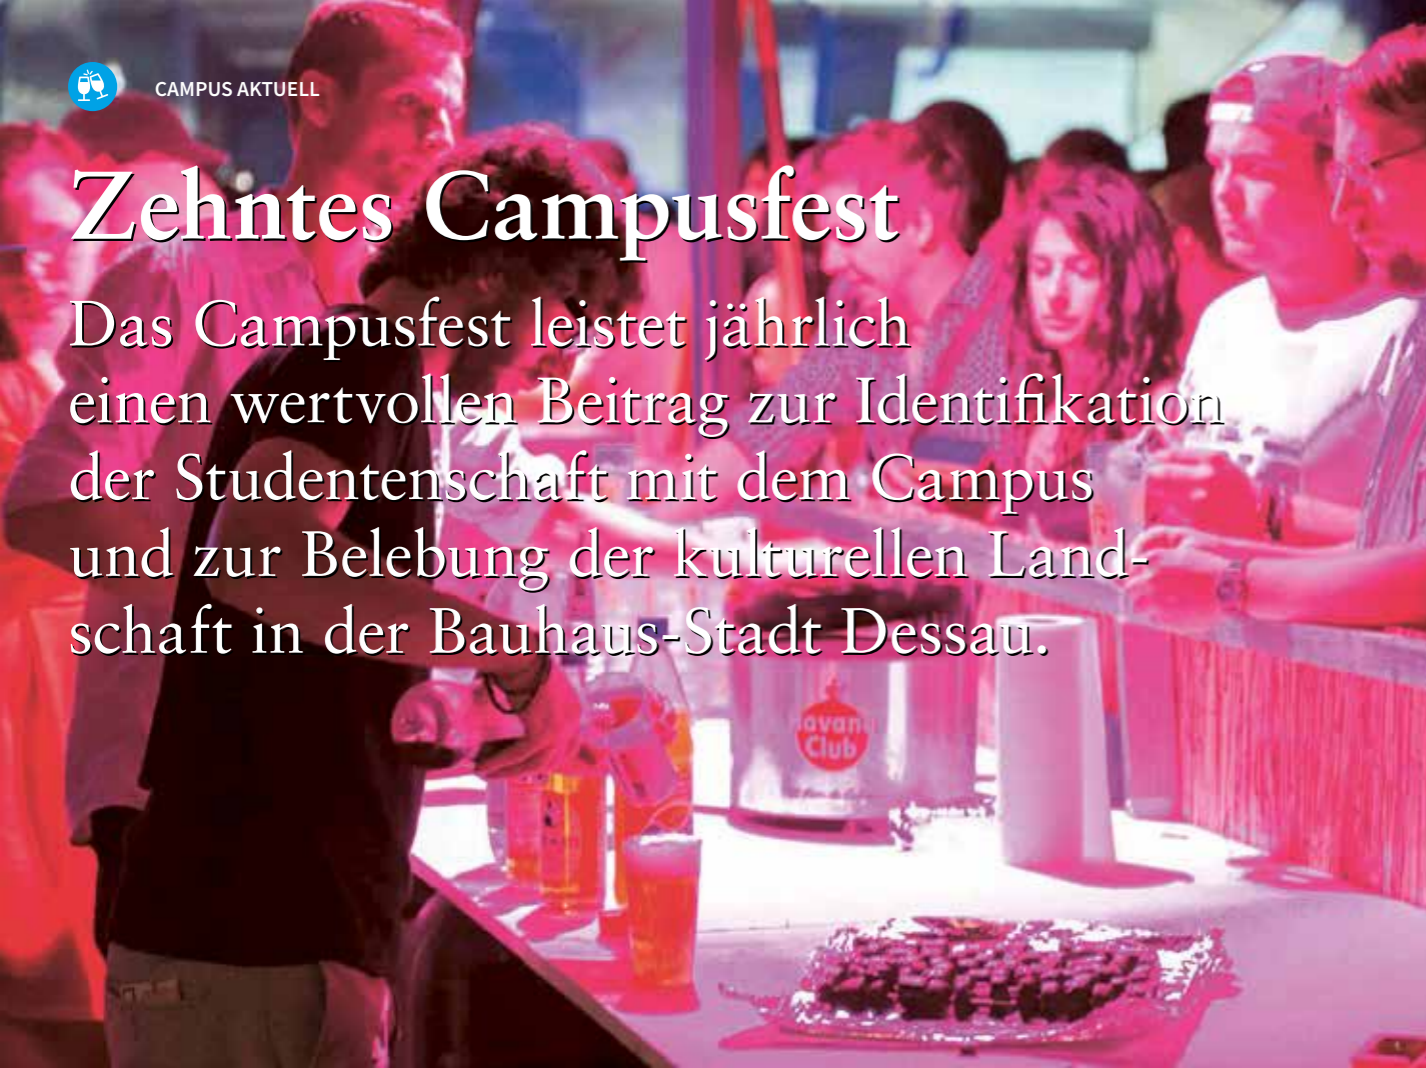 CAMPUS AKTUELL
Zehntes Campusfest
Das Campusfest leistet jährlich
einen wertvollen Beitrag zur Identifikation
der Studentenschaft mit dem Campus
und zur Belebung der kulturellen Land-
schaft in der Bauhaus-Stadt Dessau.
Club